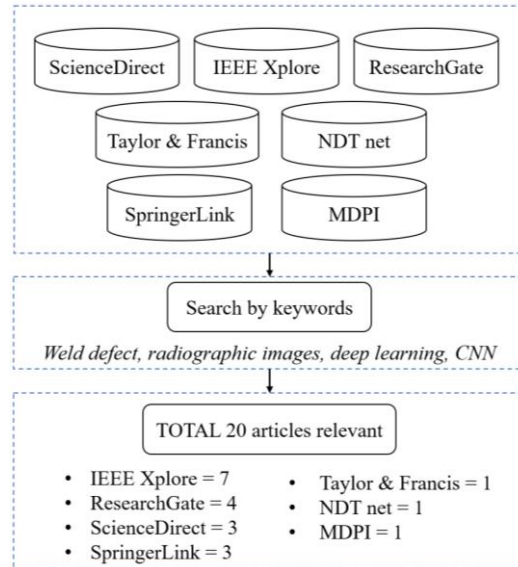 ScienceDirect
IEEE Xplore
ResearchGate
Taylor & Francis
NDT net
SpringerLink
MDPI
Search by keywords
Weld defect, radiographic images, deep learning, CNN
TOTAL 20 articles relevant
• IEEE Xplore = 7
• ResearchGate = 4
• ScienceDirect = 3
• SpringerLink = 3
• Taylor & Francis = 1
• NDT net = 1
• MDPI = 1